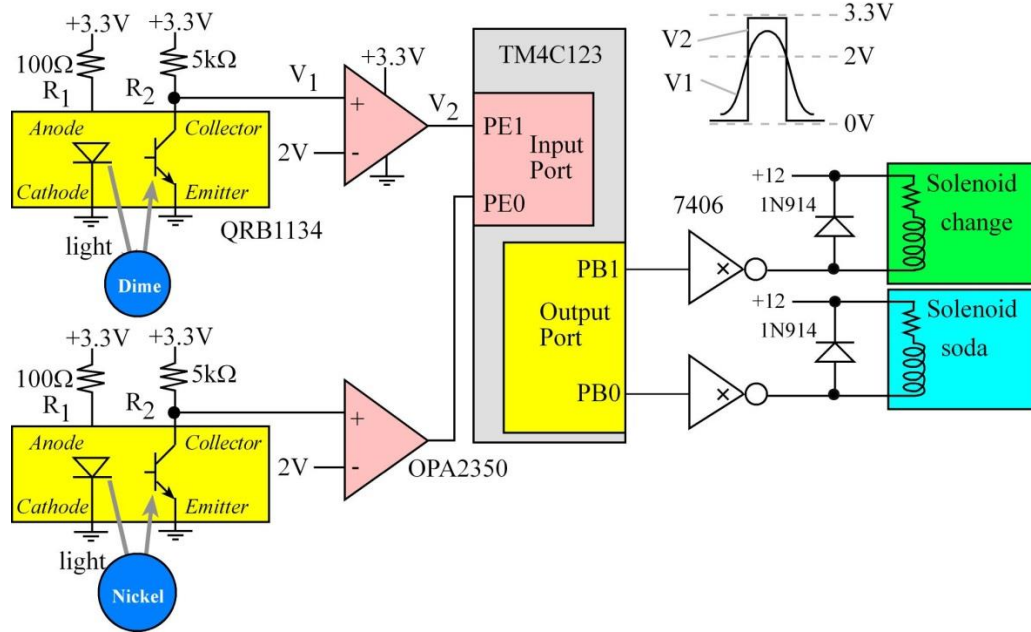 +3.3V
+3.3V
100Ω
5kΩ
R1
R2
V1
+3.3V
Anode
Collector
Cathode
Emitter
+
2V
-
V2
light
QRB1134
Dime
+3.3V
+3.3V
100Ω
5kΩ
R1
R2
Anode
Collector
Cathode
Emitter
+
2V
-
OPA2350
light
Nickel
TM4C123
PE1
Input
Port
PE0
PB1
Output
Port
PB0
3.3V
V2
2V
V1
0V
7406
+12
1N914
Solenoid
change
+12
1N914
Solenoid
soda